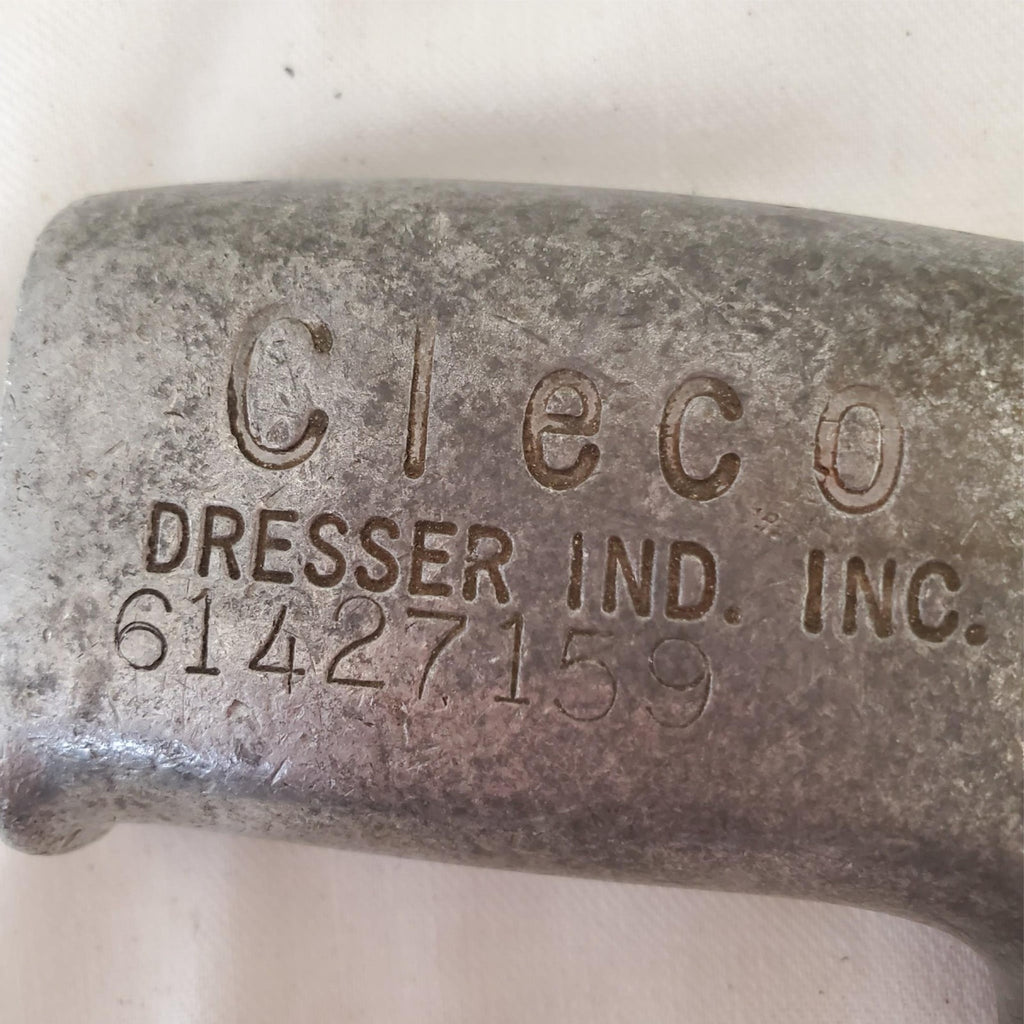 Cleco
DRESSER IND. INC.
61427159